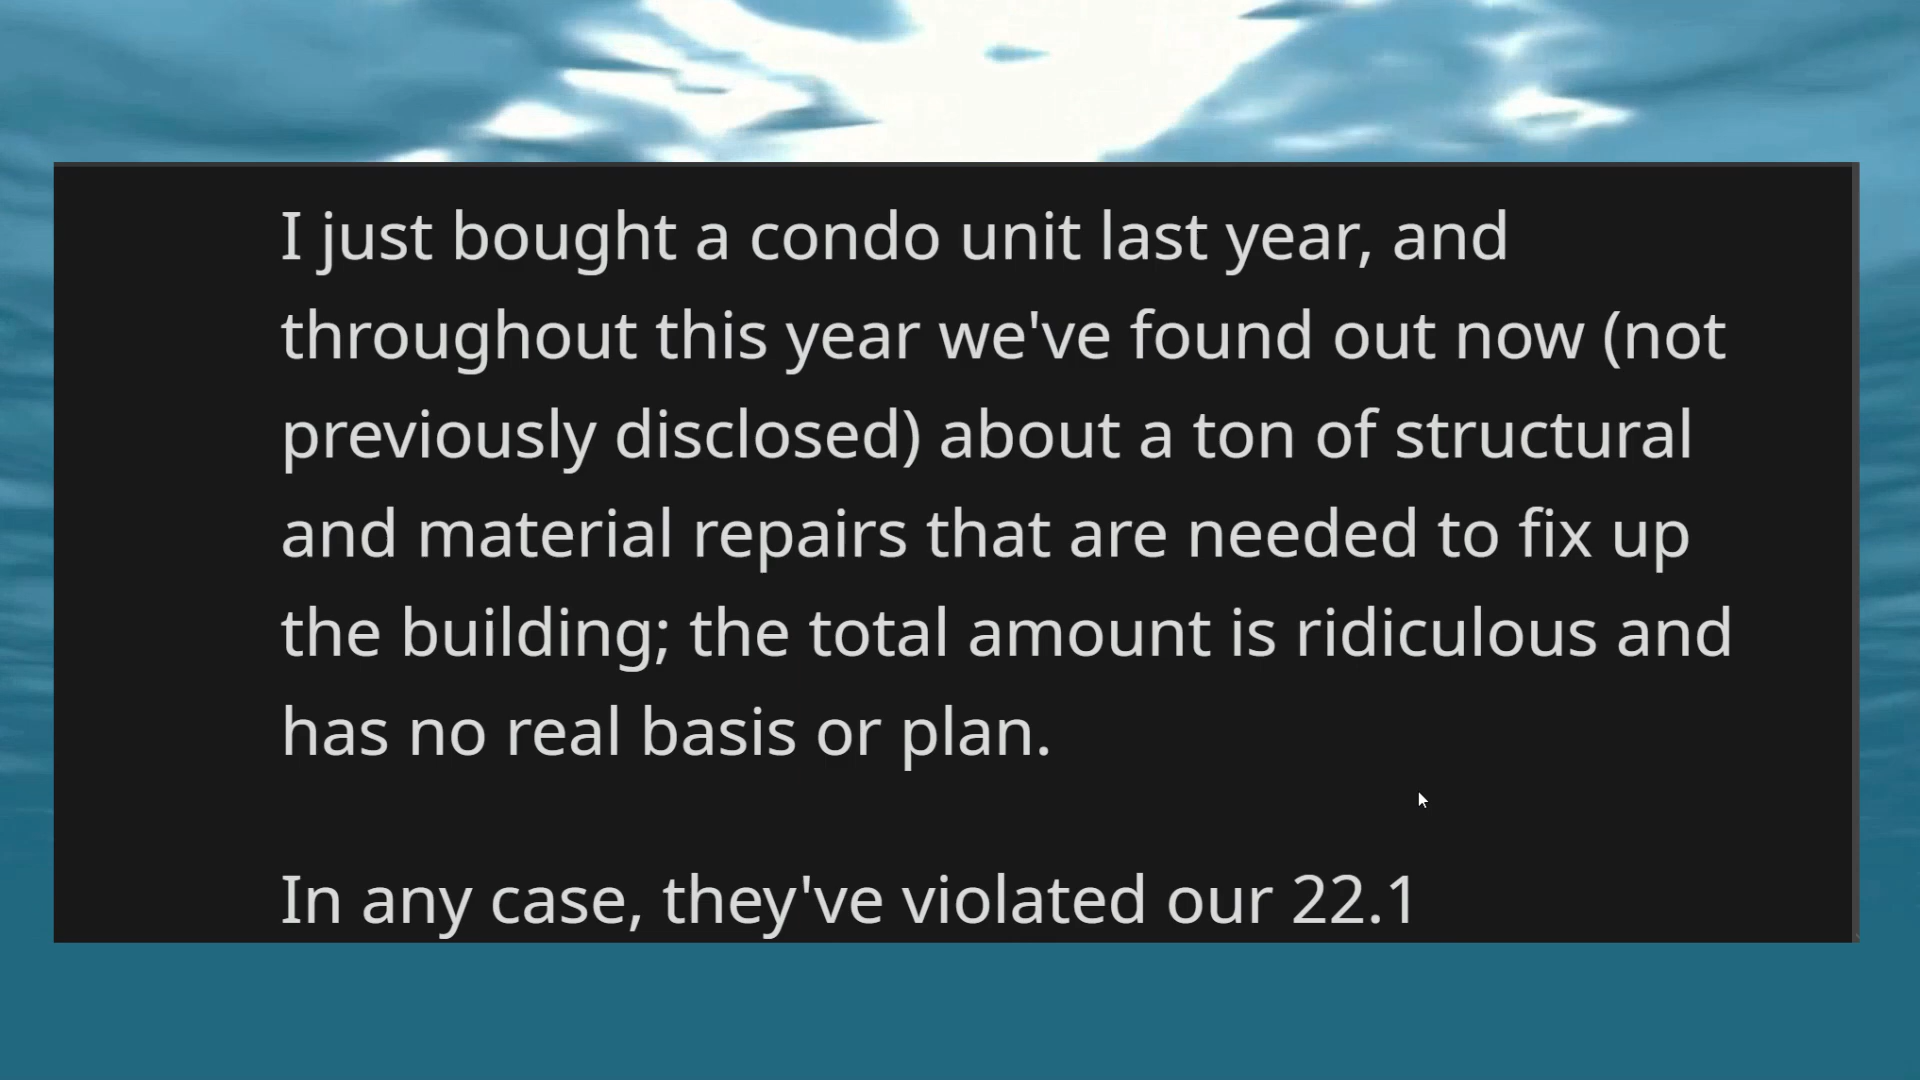 I just bought a condo unit last year, and
throughout this year we've found out now (not
previously disclosed) about a ton of structural
and material repairs that are needed to fix up
the building; the total amount is ridiculous and
has no real basis or plan.
In any case, they've violated our 22.1